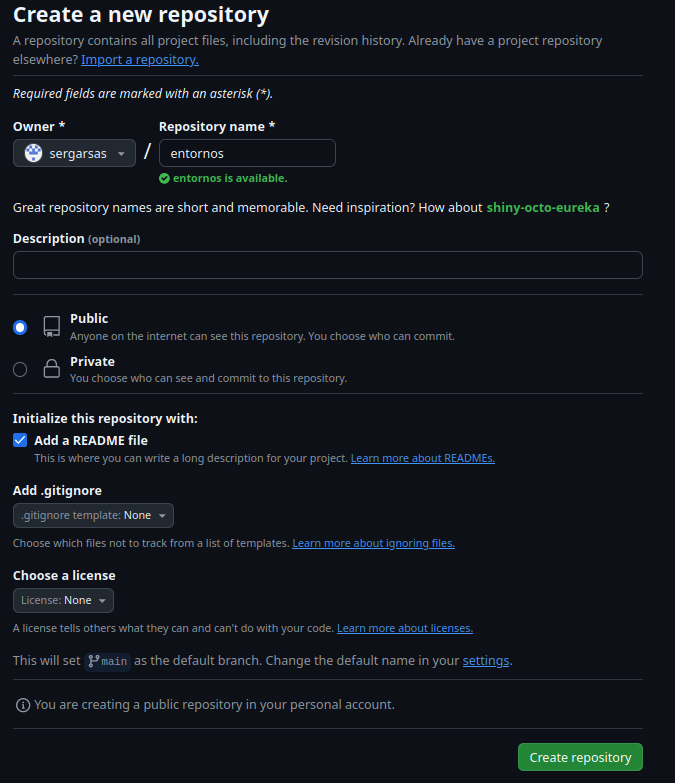 Create a new repository
A repository contains all project files, including the revision history. Already have a project repository
elsewhere? Import a repository.
Required fields are marked with an asterisk (*).
Owner * Repository name *
sergarsas / entornos
entornos is available.
Great repository names are short and memorable. Need inspiration? How about shiny-octo-eureka ?
Description (optional)
Public
Anyone on the internet can see this repository. You choose who can commit.
Private
You choose who can see and commit to this repository.
Initialize this repository with:
Add a README file
This is where you can write a long description for your project. Learn more about READMEs.
Add .gitignore
.gitignore template: None
Choose which files not to track from a list of templates. Learn more about ignoring files.
Choose a license
License: None
A license tells others what they can and can't do with your code. Learn more about licenses.
This will set main as the default branch. Change the default name in your settings.
You are creating a public repository in your personal account.
Create repository